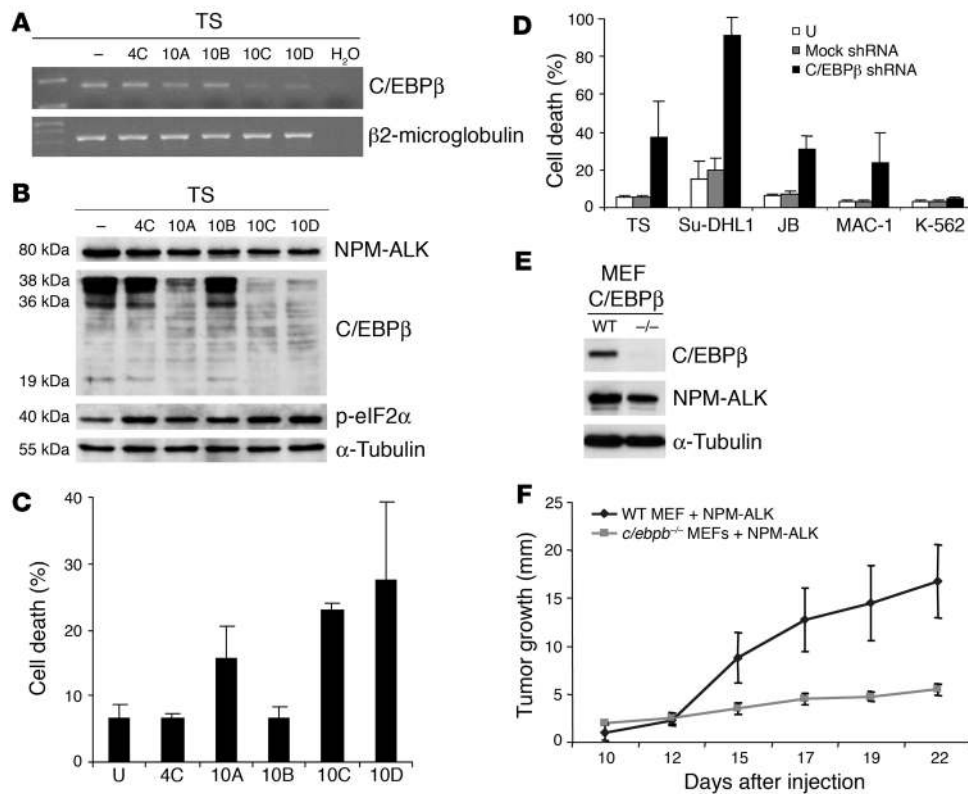 A
TS
– 4C 10A 10B 10C 10D H2O
C/EBPβ
β2-microglobulin
B
TS
– 4C 10A 10B 10C 10D
80 kDa NPM-ALK
38 kDa
36 kDa
C/EBPβ
19 kDa
40 kDa p-eIF2α
55 kDa α-Tubulin
C
Cell death (%)
40
30
20
10
0
U 4C 10A 10B 10C 10D
D
Cell death (%)
100
80
60
40
20
0
U
Mock shRNA
C/EBPβ shRNA
TS Su-DHL1 JB MAC-1 K-562
E
MEF
C/EBPβ
WT –/–
C/EBPβ
NPM-ALK
α-Tubulin
F
Tumor growth (mm)
25
20
15
10
5
0
WT MEF + NPM-ALK
c/ebpb–/– MEFs + NPM-ALK
10 12 15 17 19 22
Days after injection